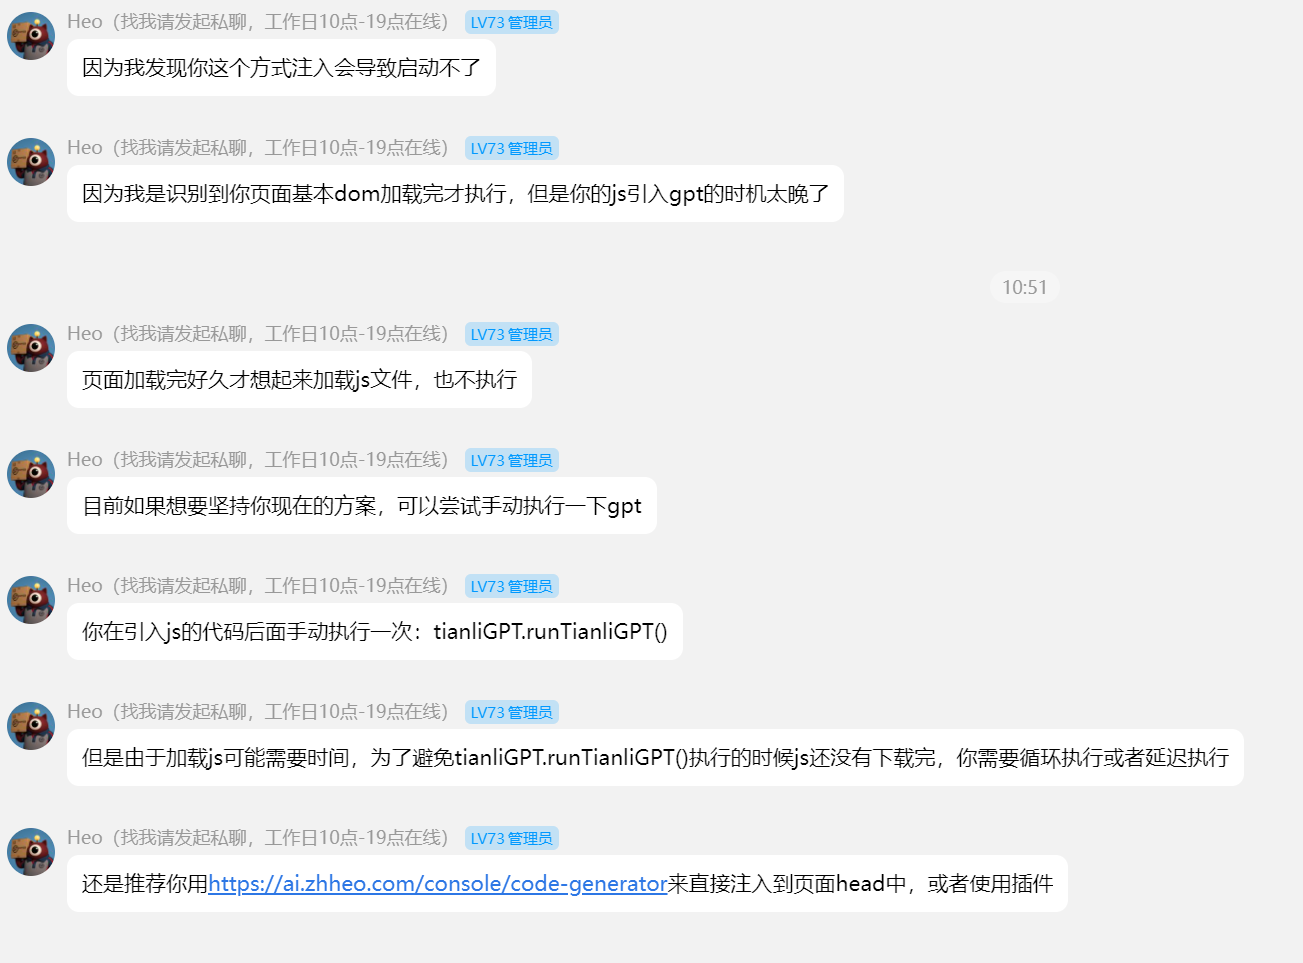 Heo（找我请发起私聊，工作日10点-19点在线） LV73 管理员
因为我发现你这个方式注入会导致启动不了
Heo（找我请发起私聊，工作日10点-19点在线） LV73 管理员
因为我是识别到你页面基本dom加载完才执行，但是你的js引入gpt的时机太晚了
10:51
Heo（找我请发起私聊，工作日10点-19点在线） LV73 管理员
页面加载完好久才想起来加载js文件，也不执行
Heo（找我请发起私聊，工作日10点-19点在线） LV73 管理员
目前如果想要坚持你现在的方案，可以尝试手动执行一下gpt
Heo（找我请发起私聊，工作日10点-19点在线） LV73 管理员
你在引入js的代码后面手动执行一次：tianliGPT.runTianliGPT()
Heo（找我请发起私聊，工作日10点-19点在线） LV73 管理员
但是由于加载js可能需要时间，为了避免tianliGPT.runTianliGPT()执行的时候js还没有下载完，你需要循环执行或者延迟执行
Heo（找我请发起私聊，工作日10点-19点在线） LV73 管理员
还是推荐你用https://ai.zhheo.com/console/code-generator来直接注入到页面head中，或者使用插件